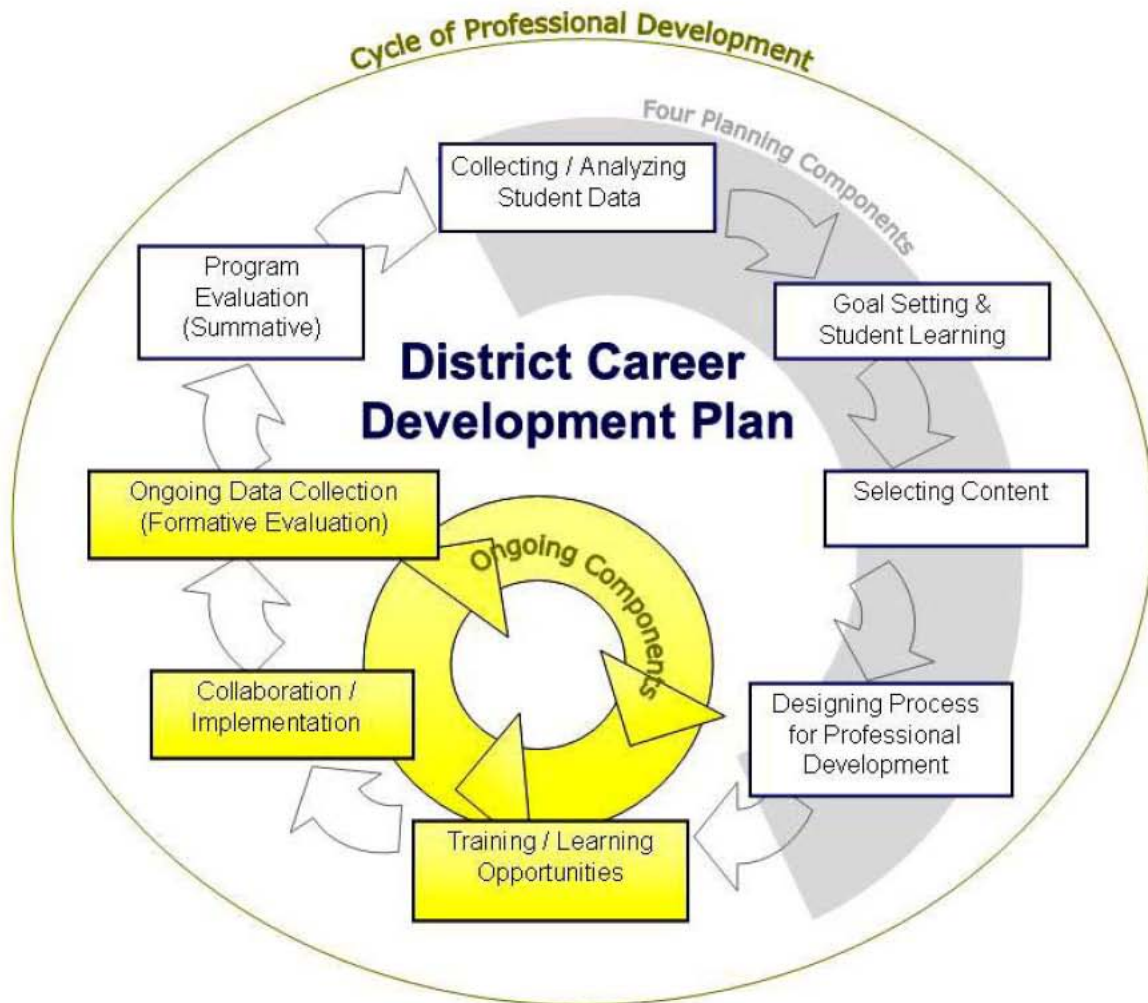 Cycle of Professional Development
Four Planning Components
Collecting / Analyzing
Student Data
Program
Evaluation
(Summative)
Goal Setting &
Student Learning
District Career
Development Plan
Ongoing Data Collection
(Formative Evaluation)
Selecting Content
Ongoing Components
Collaboration /
Implementation
Designing Process
for Professional
Development
Training / Learning
Opportunities